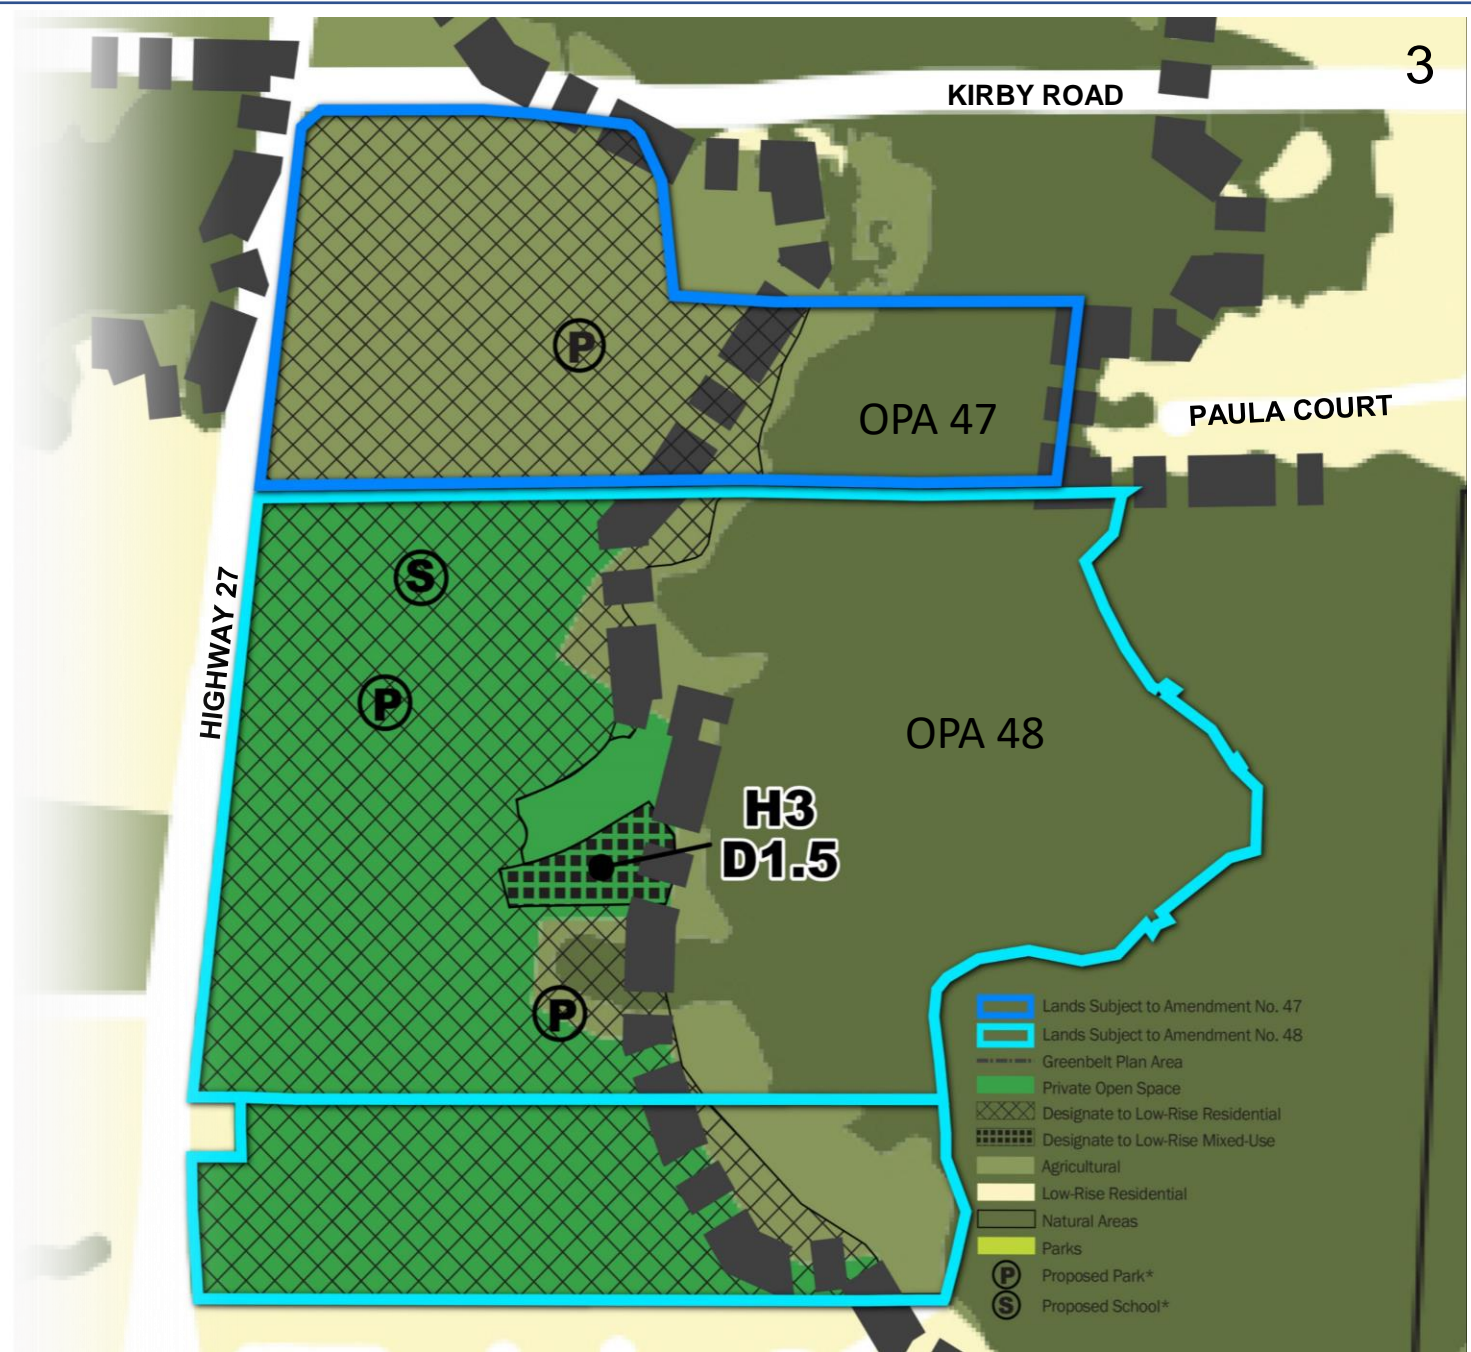 3
KIRBY ROAD
P
OPA 47
PAULA COURT
S
HIGHWAY 27
P
OPA 48
H3
D1.5
P
Lands Subject to Amendment No. 47
Lands Subject to Amendment No. 48
Greenbelt Plan Area
Private Open Space
Designate to Low-Rise Residential
Designate to Low-Rise Mixed-Use
Agricultural
Low-Rise Residential
Natural Areas
Parks
P Proposed Park*
S Proposed School*